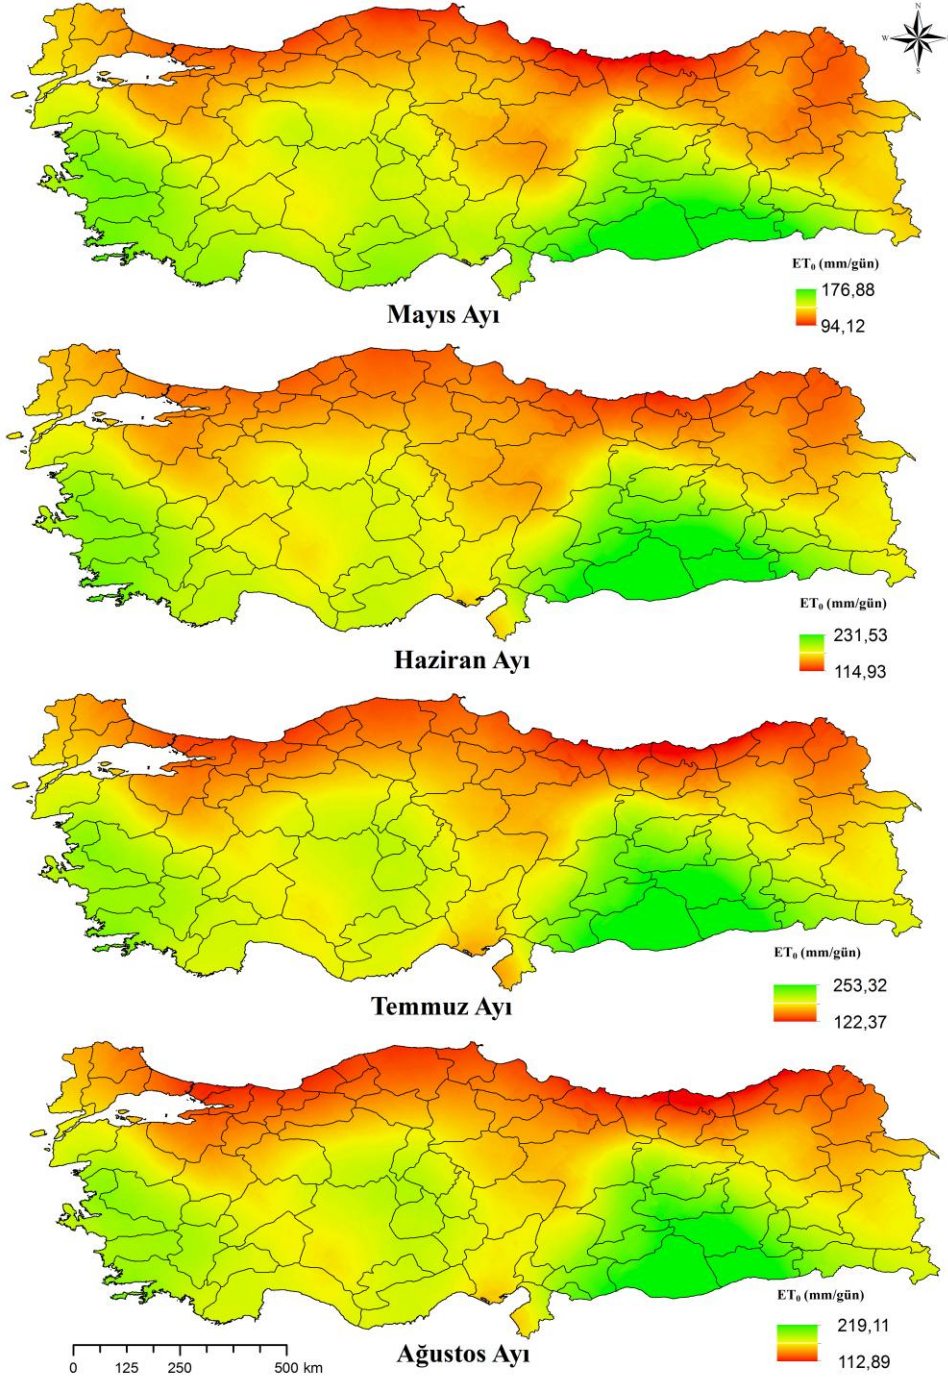 N
W
S
ET₀ (mm/gün)
176,88
94,12
Mayıs Ayı
ET₀ (mm/gün)
231,53
114,93
Haziran Ayı
ET₀ (mm/gün)
253,32
122,37
Temmuz Ayı
ET₀ (mm/gün)
219,11
112,89
Ağustos Ayı
0 125 250 500 km